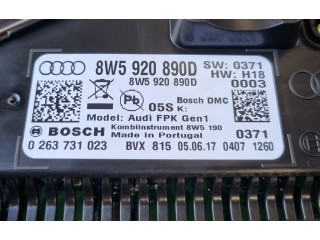 8W5 920 890D SW: 0371
HW: H18
8W5 920 890D 0003
Pb 05S Bosch DMC
K:
Model: Audi FPK Gen1
BOSCH Kombiinstrument 8W5 190 0371
Made in Portugal
0 263 731 023 BVX 815 05.06.17 0407 1260